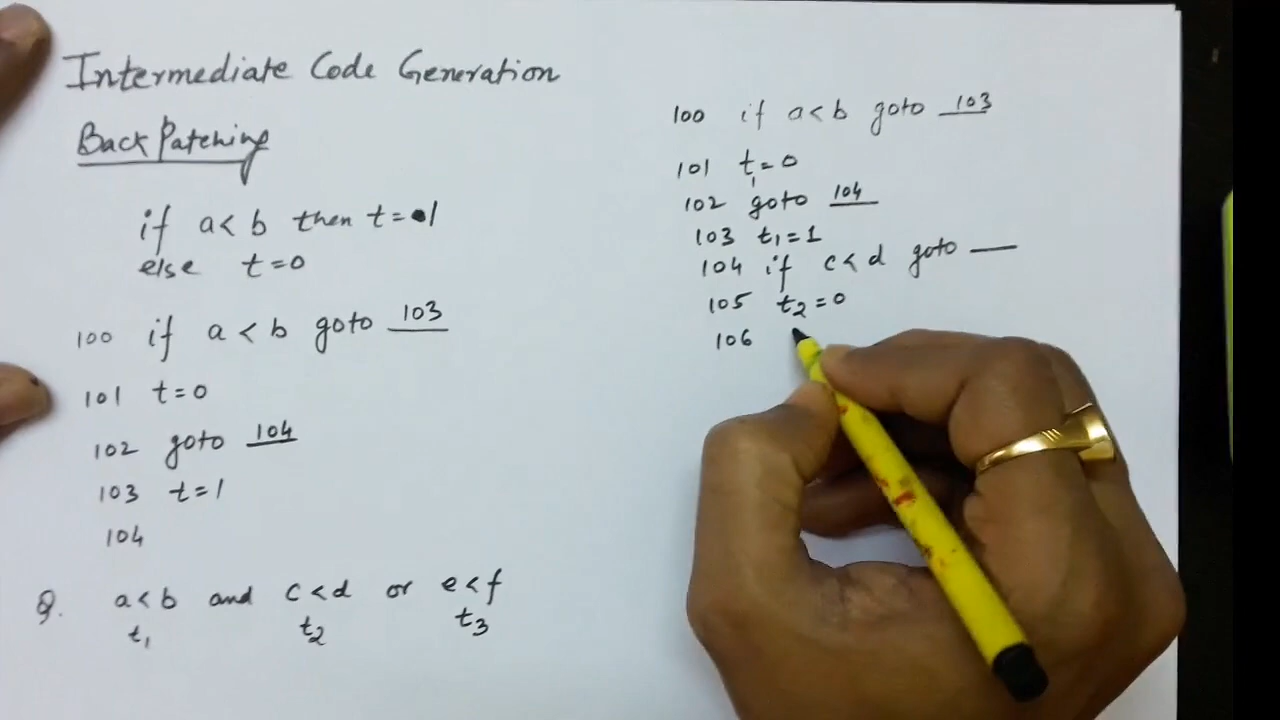 Intermediate Code Generation
Back Patching
if a < b then t = 1
else t = 0
100 if a < b goto 103
101 t = 0
102 goto 104
103 t = 1
104
Q. a < b and c < d or e < f
t1 t2 t3
100 if a < b goto 103
101 t1 = 0
102 goto 104
103 t1 = 1
104 if c < d goto __
105 t2 = 0
106